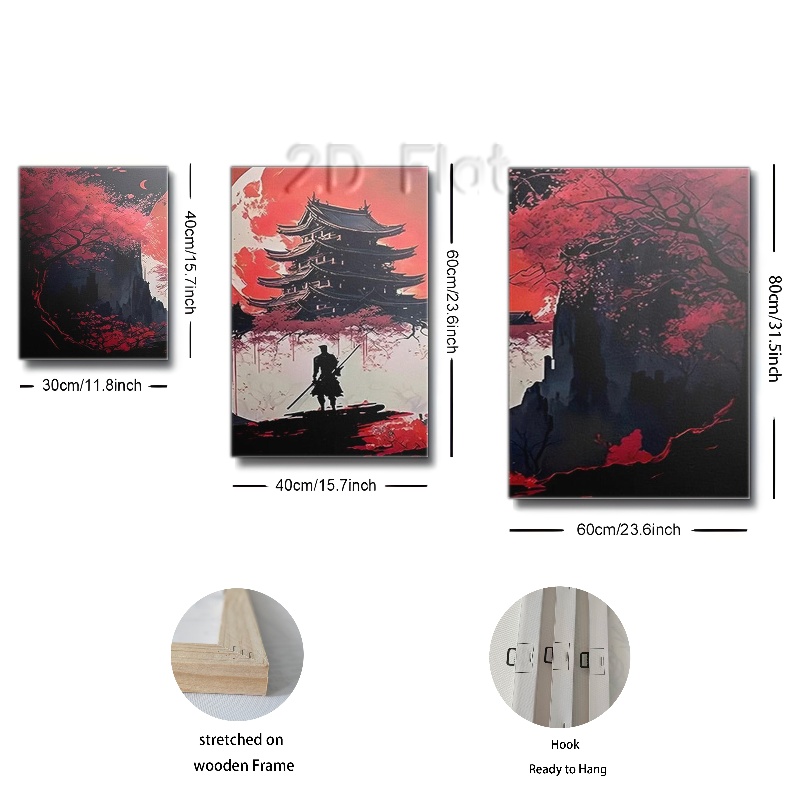 2D Flat
40cm/15.7inch
30cm/11.8inch
60cm/23.6inch
40cm/15.7inch
80cm/31.5inch
60cm/23.6inch
stretched on
wooden Frame
Hook
Ready to Hang